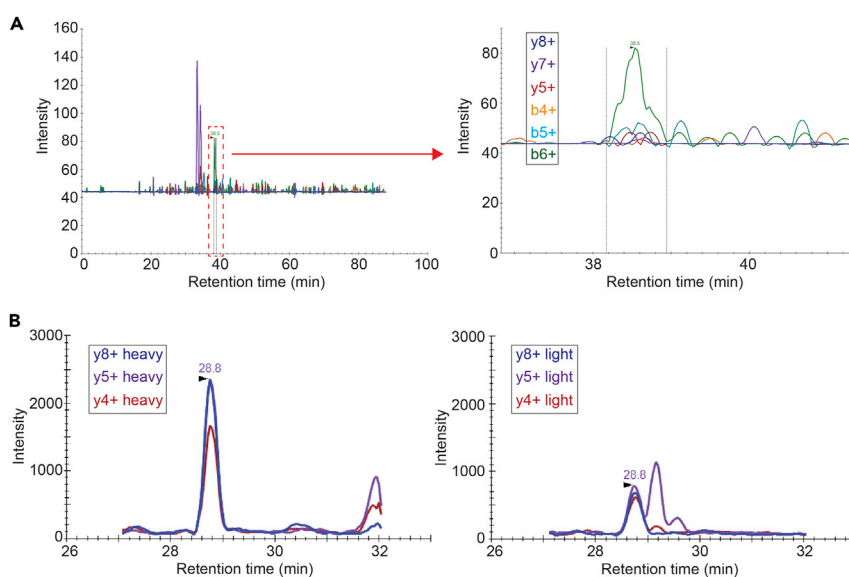 A
160
140
120
100
80
60
40
20
0
Intensity
0 20 40 60 80 100
Retention time (min)
80
60
40
20
0
Intensity
y8+
y7+
y5+
b4+
b5+
b6+
38 40
Retention time (min)
B
3000
2000
1000
0
Intensity
y8+ heavy
y5+ heavy
y4+ heavy
28.8
26 28 30 32
Retention time (min)
3000
2000
1000
0
Intensity
y8+ light
y5+ light
y4+ light
28.8
26 28 30 32
Retention time (min)